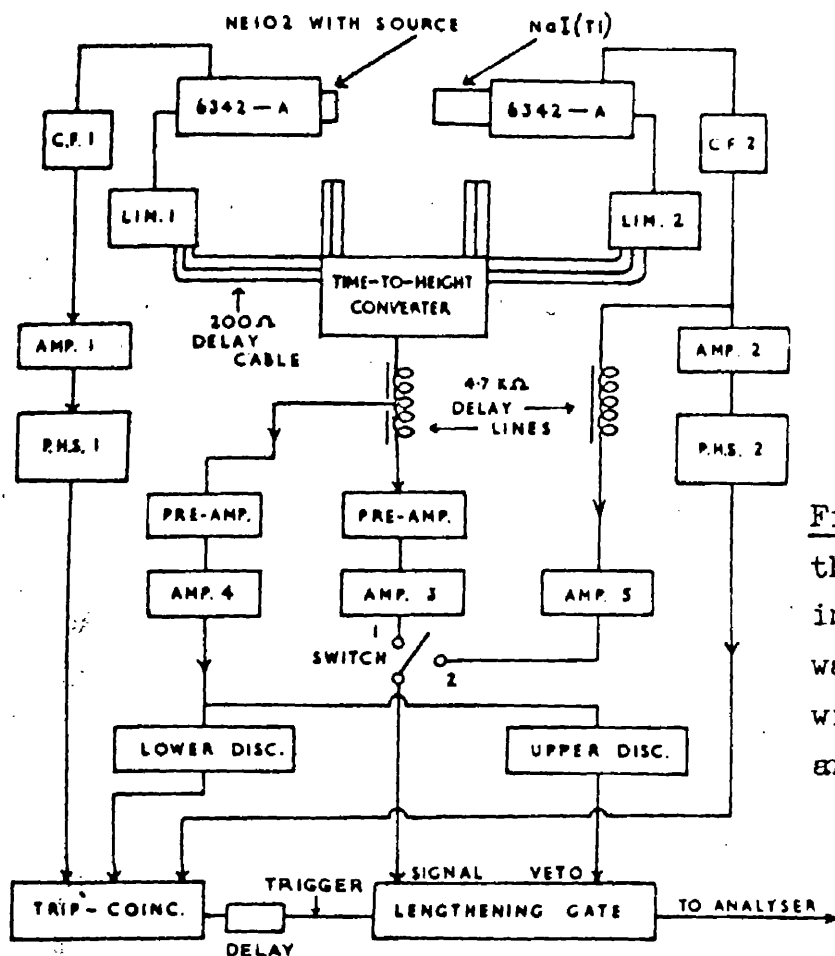 NE102 WITH SOURCE
NaI(Tl)
6342-A
6342-A
C.F. 1
C.F. 2
LIM. 1
LIM. 2
TIME-TO-HEIGHT
CONVERTER
200Ω
DELAY
CABLE
AMP. 1
AMP. 2
4.7 KΩ
DELAY
LINES
P.H.S. 1
P.H.S. 2
PRE-AMP.
PRE-AMP.
AMP. 4
AMP. 3
AMP. 5
1
SWITCH
2
LOWER DISC.
UPPER DISC.
SIGNAL
VETO
TRIGGER
TRIP-COINC.
LENGTHENING GATE
TO ANALYSER
DELAY